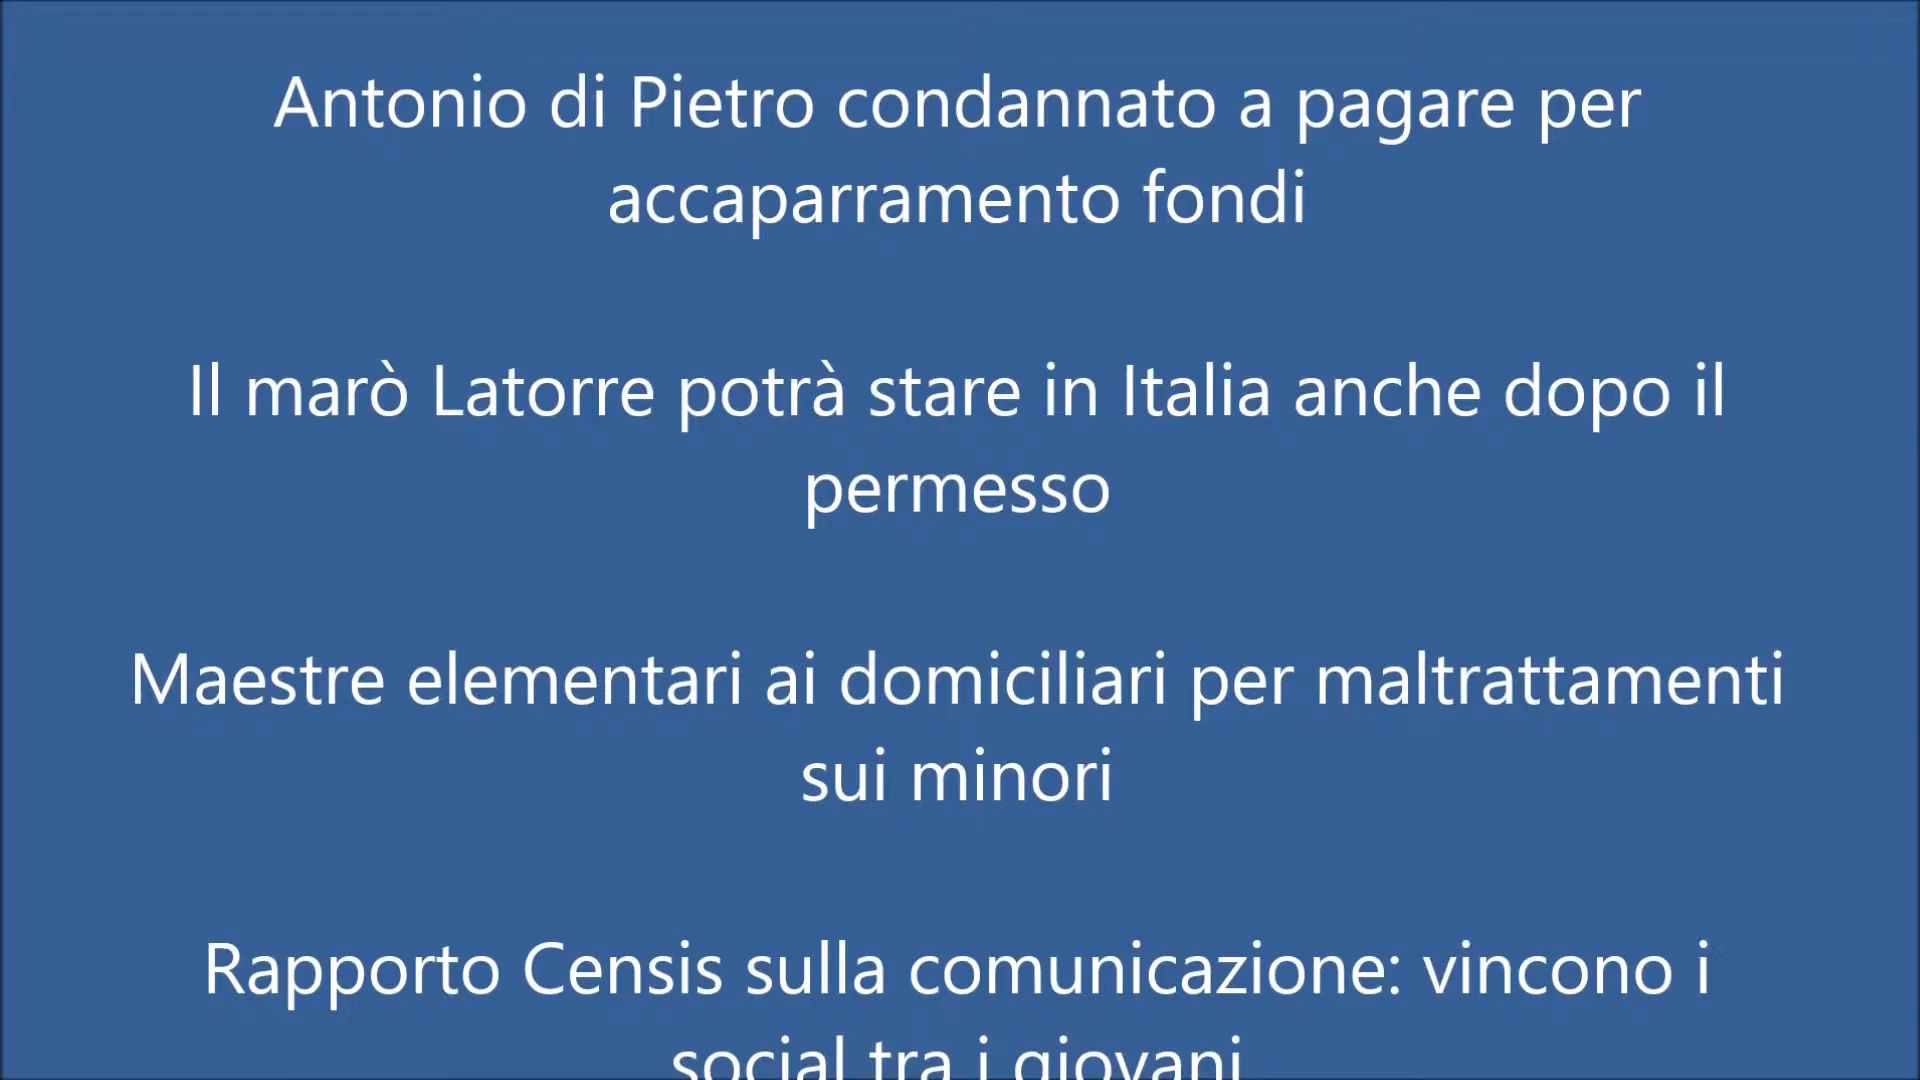 Antonio di Pietro condannato a pagare per
accaparramento fondi
Il marò Latorre potrà stare in Italia anche dopo il
permesso
Maestre elementari ai domiciliari per maltrattamenti
sui minori
Rapporto Censis sulla comunicazione: vincono i
social tra i giovani